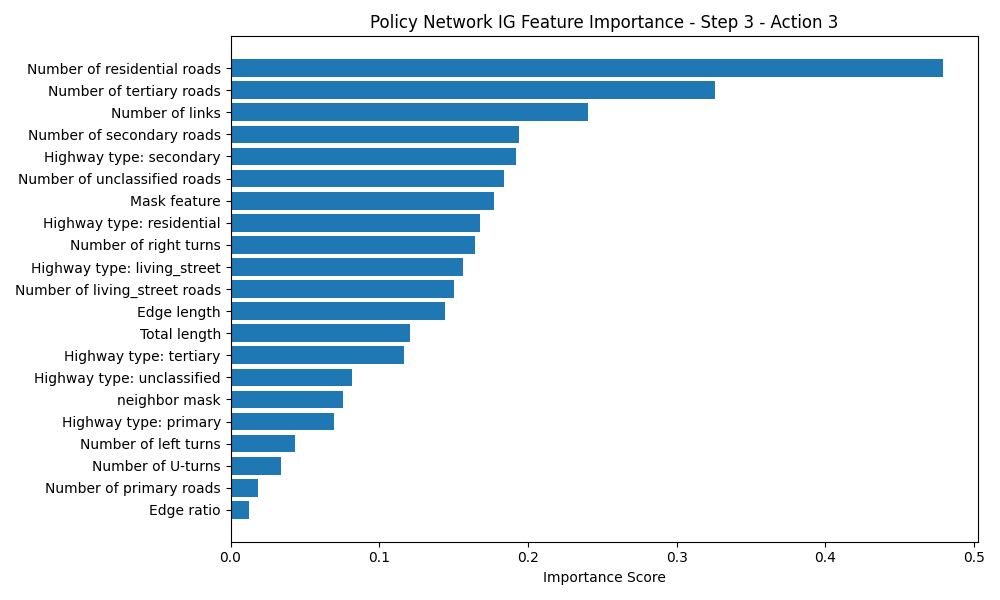 Policy Network IG Feature Importance - Step 3 - Action 3
Number of residential roads
Number of tertiary roads
Number of links
Number of secondary roads
Highway type: secondary
Number of unclassified roads
Mask feature
Highway type: residential
Number of right turns
Highway type: living_street
Number of living_street roads
Edge length
Total length
Highway type: tertiary
Highway type: unclassified
neighbor mask
Highway type: primary
Number of left turns
Number of U-turns
Number of primary roads
Edge ratio
0.0 0.1 0.2 0.3 0.4 0.5
Importance Score